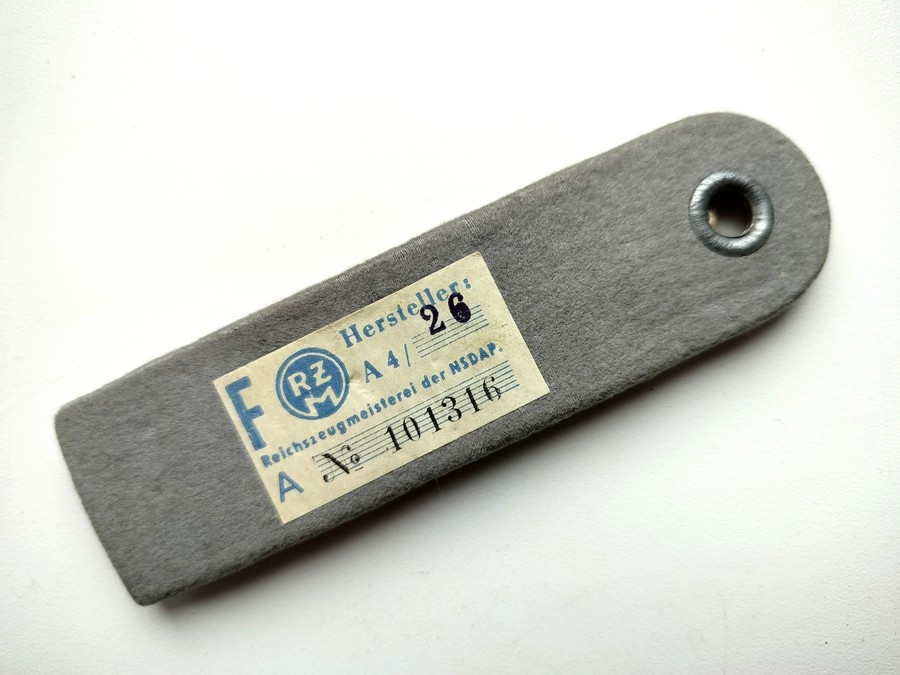 Hersteller:
F RZM A 4/ 26
Reichszeugmeisterei der NSDAP.
A № 101316